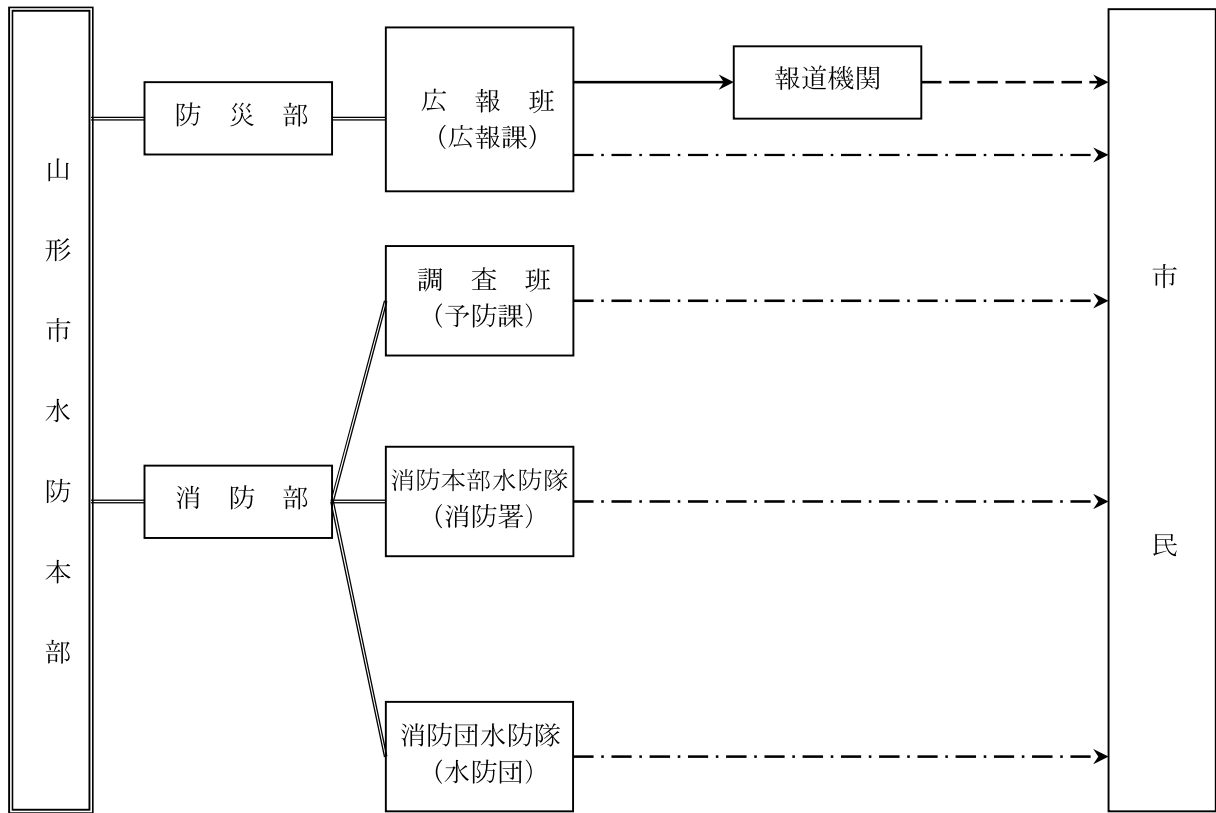 山形市水防本部
防　災　部
広　報　班
（広報課）
報道機関
調　査　班
（予防課）
消　防　部
消防本部水防隊
（消防署）
消防団水防隊
（水防団）
市民